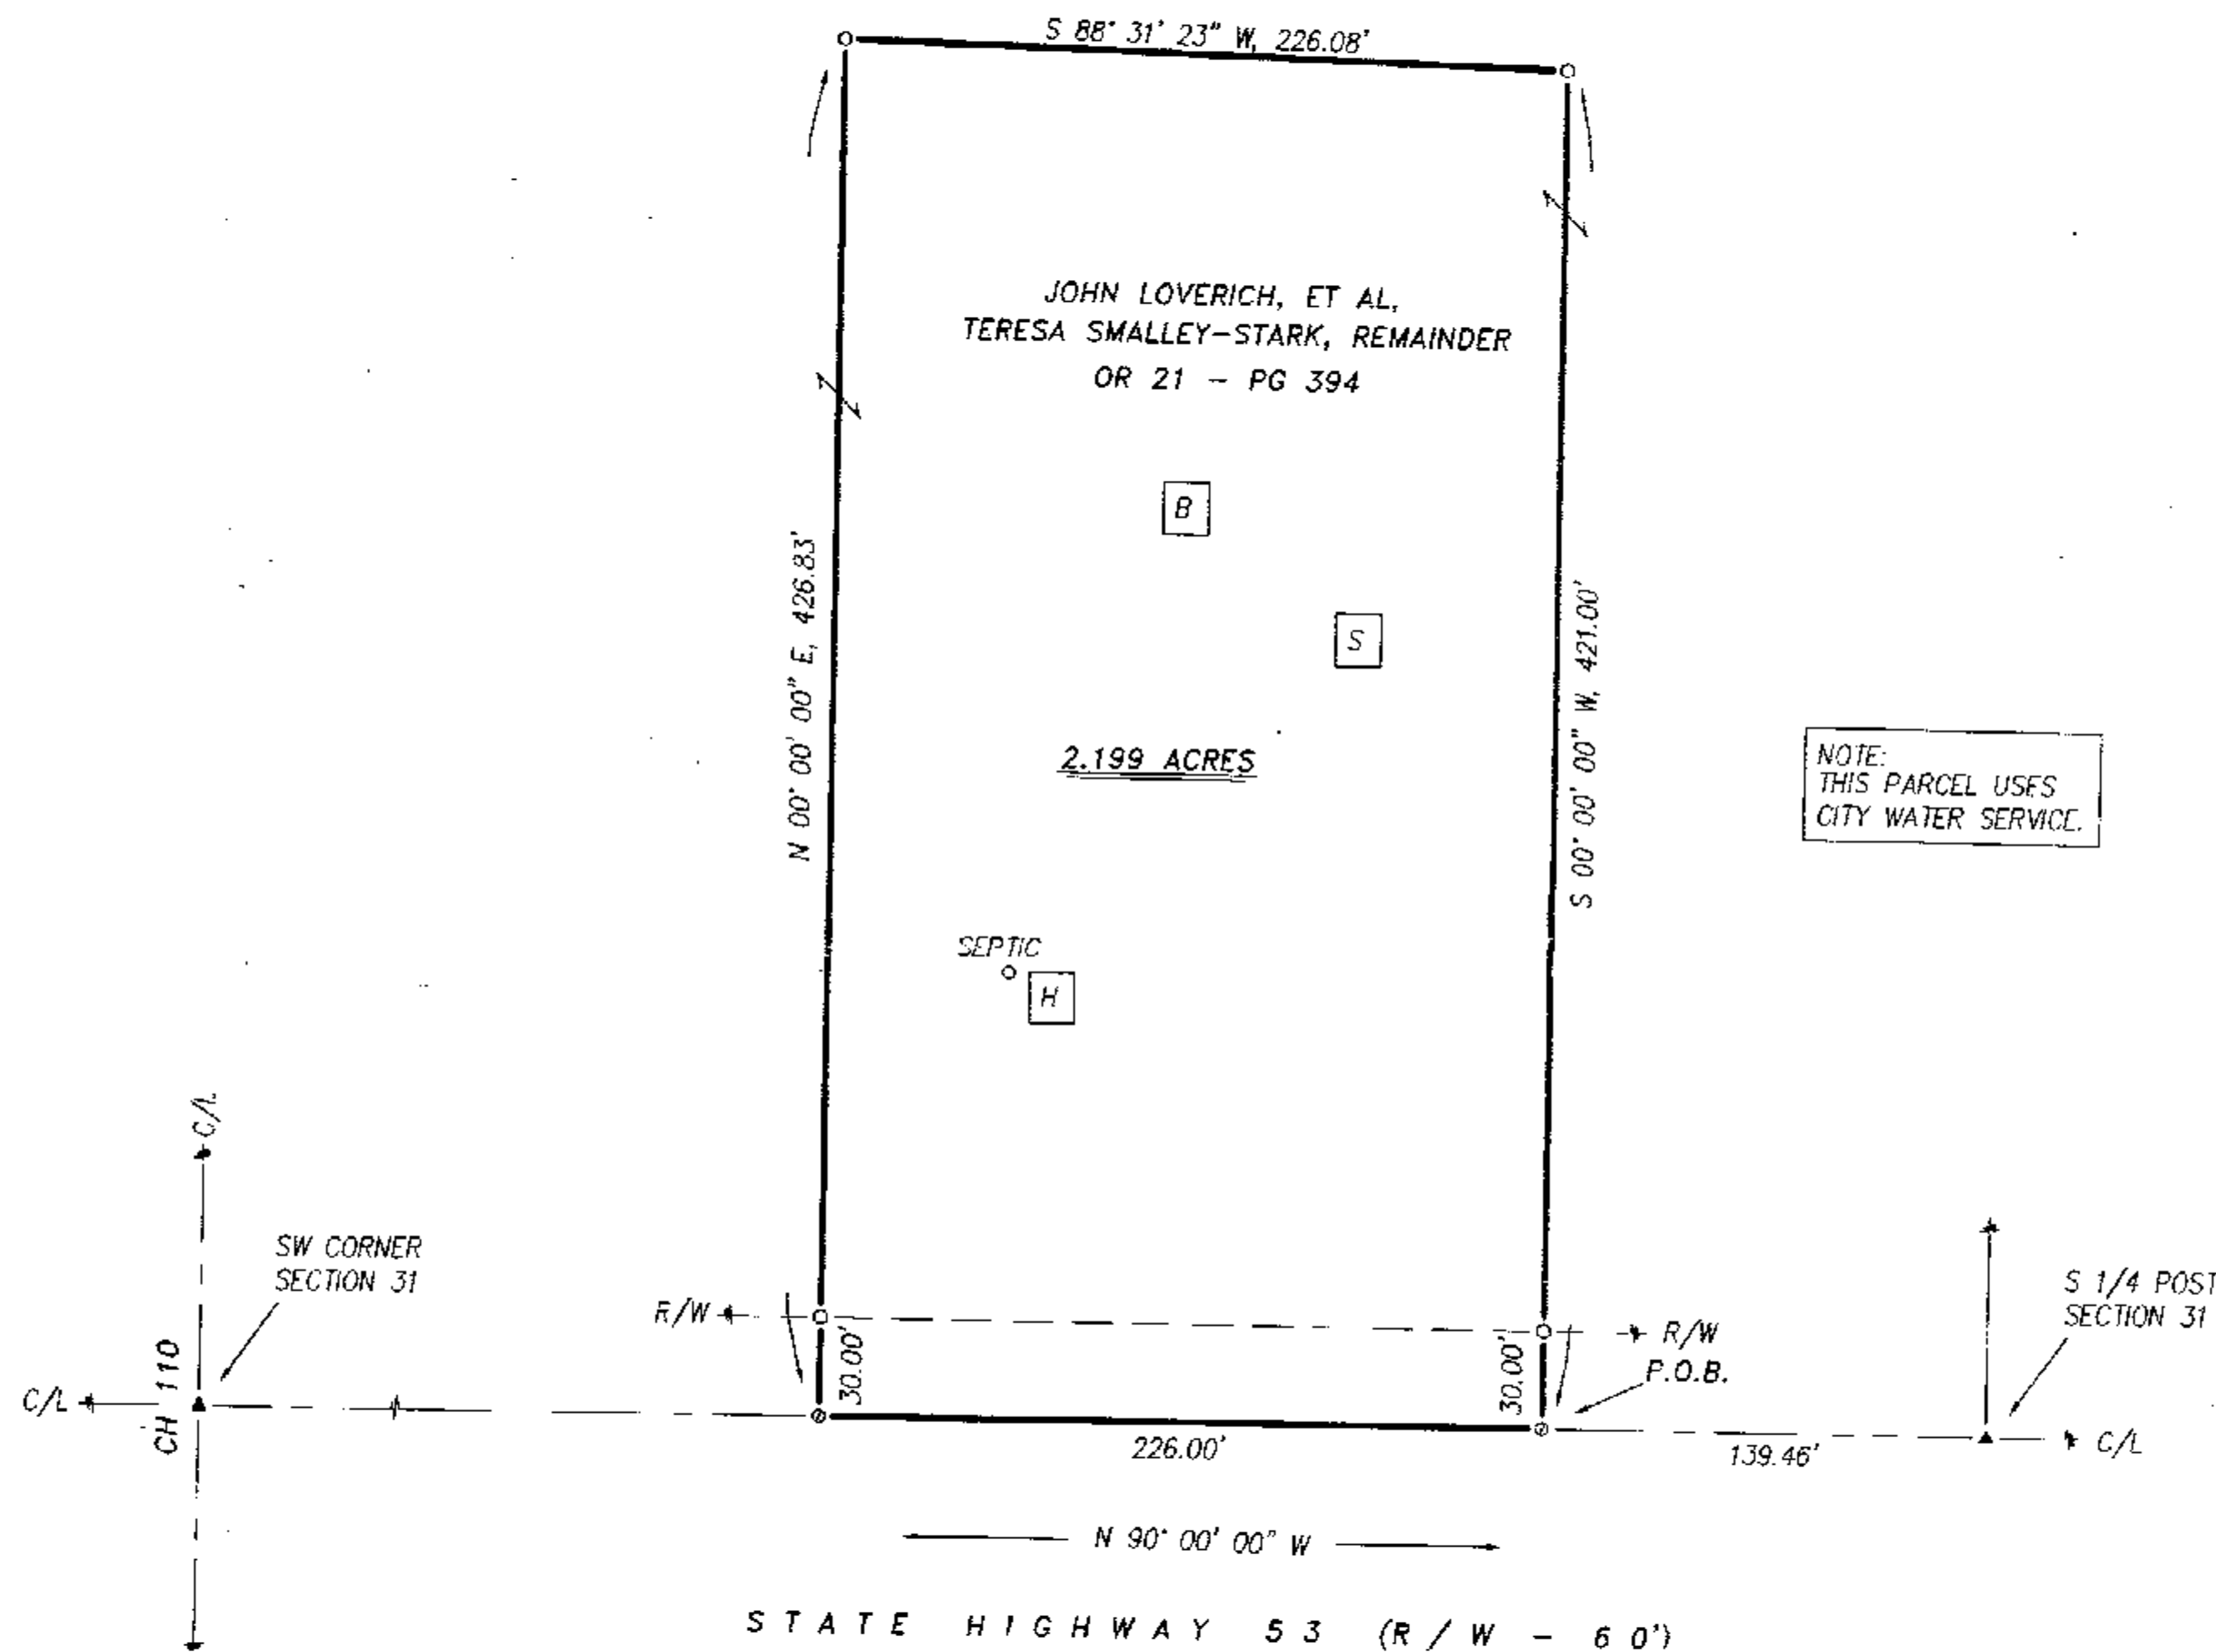 S 88° 31' 23" W, 226.08'
JOHN LOVERICH, ET AL,
TERESA SMALLEY-STARK, REMAINDER
OR 21 - PG 394
B
S
N 00° 00' 00" E, 426.83'
S 00° 00' 00" W, 421.00'
2.199 ACRES
NOTE:
THIS PARCEL USES
CITY WATER SERVICE.
SEPTIC
H
C/L
SW CORNER
SECTION 31
S 1/4 POST
SECTION 31
R/W
R/W
30.00'
30.00'
P.O.B.
CH 110
C/L
C/L
226.00'
139.46'
N 90° 00' 00" W
STATE HIGHWAY 53 (R/W - 60')